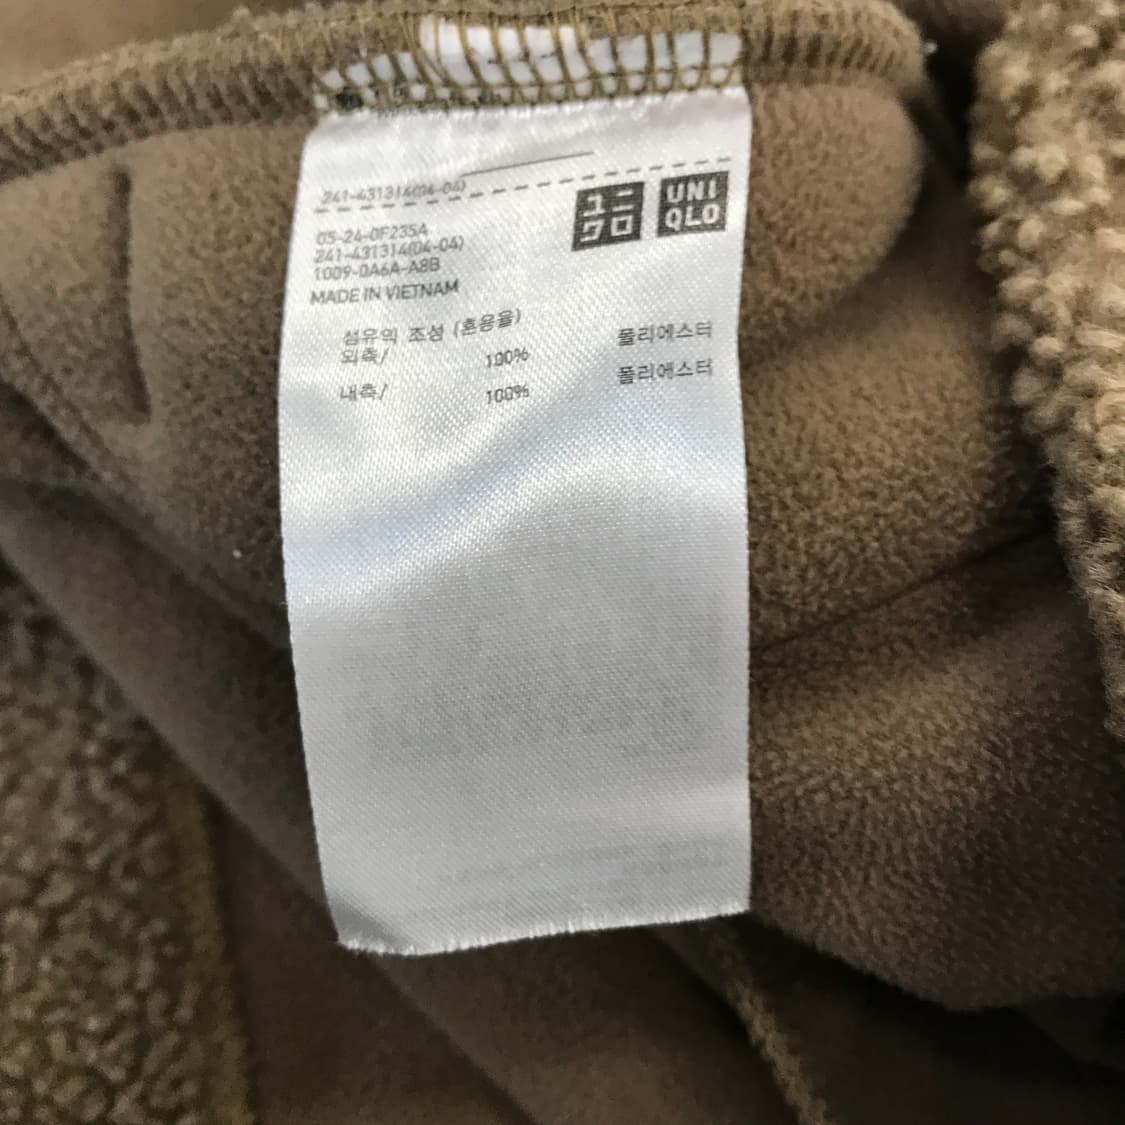 241-431314(04-04)
ユニ
クロ
UNI
QLO
05-24-0F235A
241-431314(04-04)
1009-0A6A-A8B
MADE IN VIETNAM
섬유의 조성 (혼용율)
외측/ 100% 폴리에스터
내측/ 100% 폴리에스터